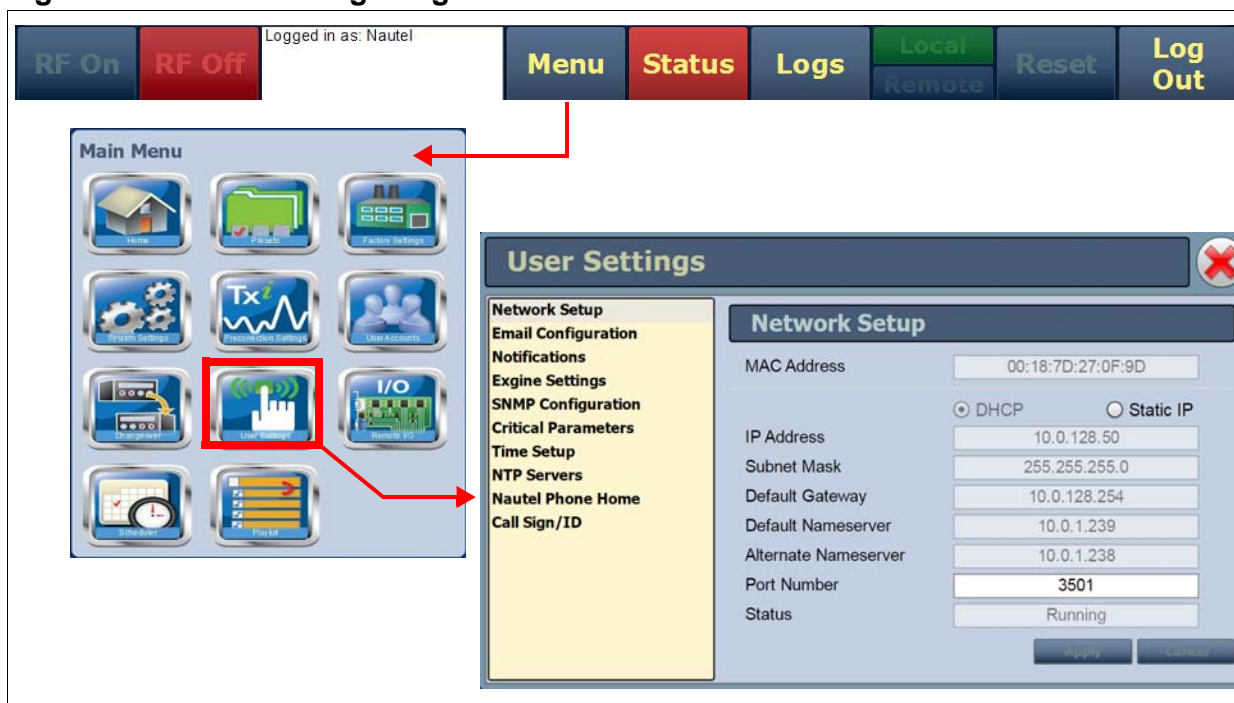 Logged in as: Nautel
RF On
RF Off
Menu
Status
Logs
Local
Remote
Reset
Log
Out
Main Menu
Home
Presets
Factory Settings
System Settings
Tx i
Precorrection Settings
User Accounts
Changeover
User Settings
I/O
Remote I/O
Scheduler
Playlist
User Settings
Network Setup
Email Configuration
Notifications
Exgine Settings
SNMP Configuration
Critical Parameters
Time Setup
NTP Servers
Nautel Phone Home
Call Sign/ID
Network Setup
MAC Address 00:18:7D:27:0F:9D
DHCP Static IP
IP Address 10.0.128.50
Subnet Mask 255.255.255.0
Default Gateway 10.0.128.254
Default Nameserver 10.0.1.239
Alternate Nameserver 10.0.1.238
Port Number 3501
Status Running
Apply Cancel